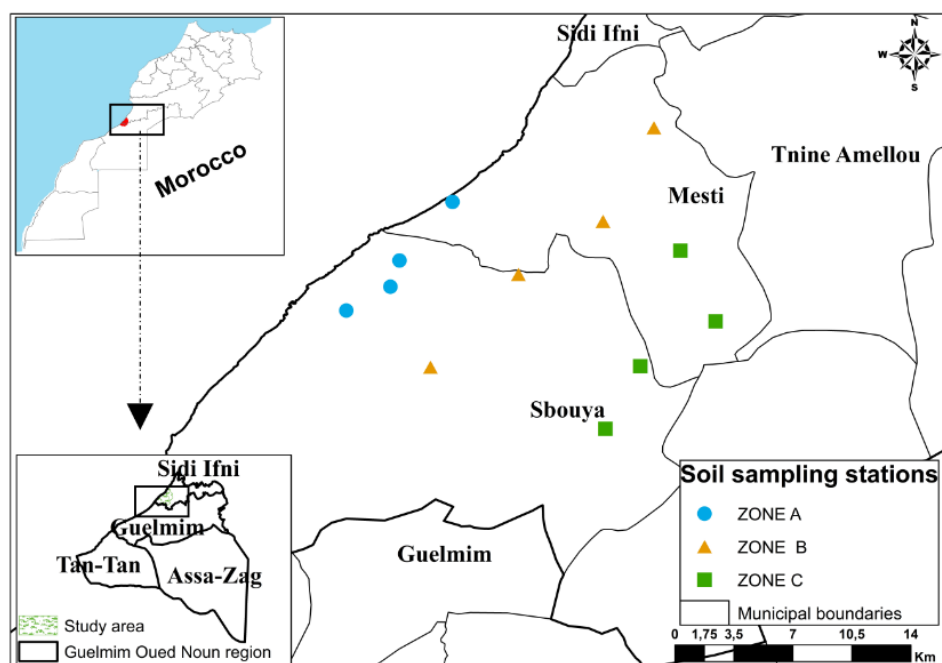 Morocco
Sidi Ifni
N
W E
S
Tnine Amellou
Mesti
Sbouya
Guelmim
Sidi Ifni
Guelmim
Tan-Tan
Assa-Zag
Study area
Guelmim Oued Noun region
Soil sampling stations
ZONE A
ZONE B
ZONE C
Municipal boundaries
0 1,75 3,5 7 10,5 14
Km